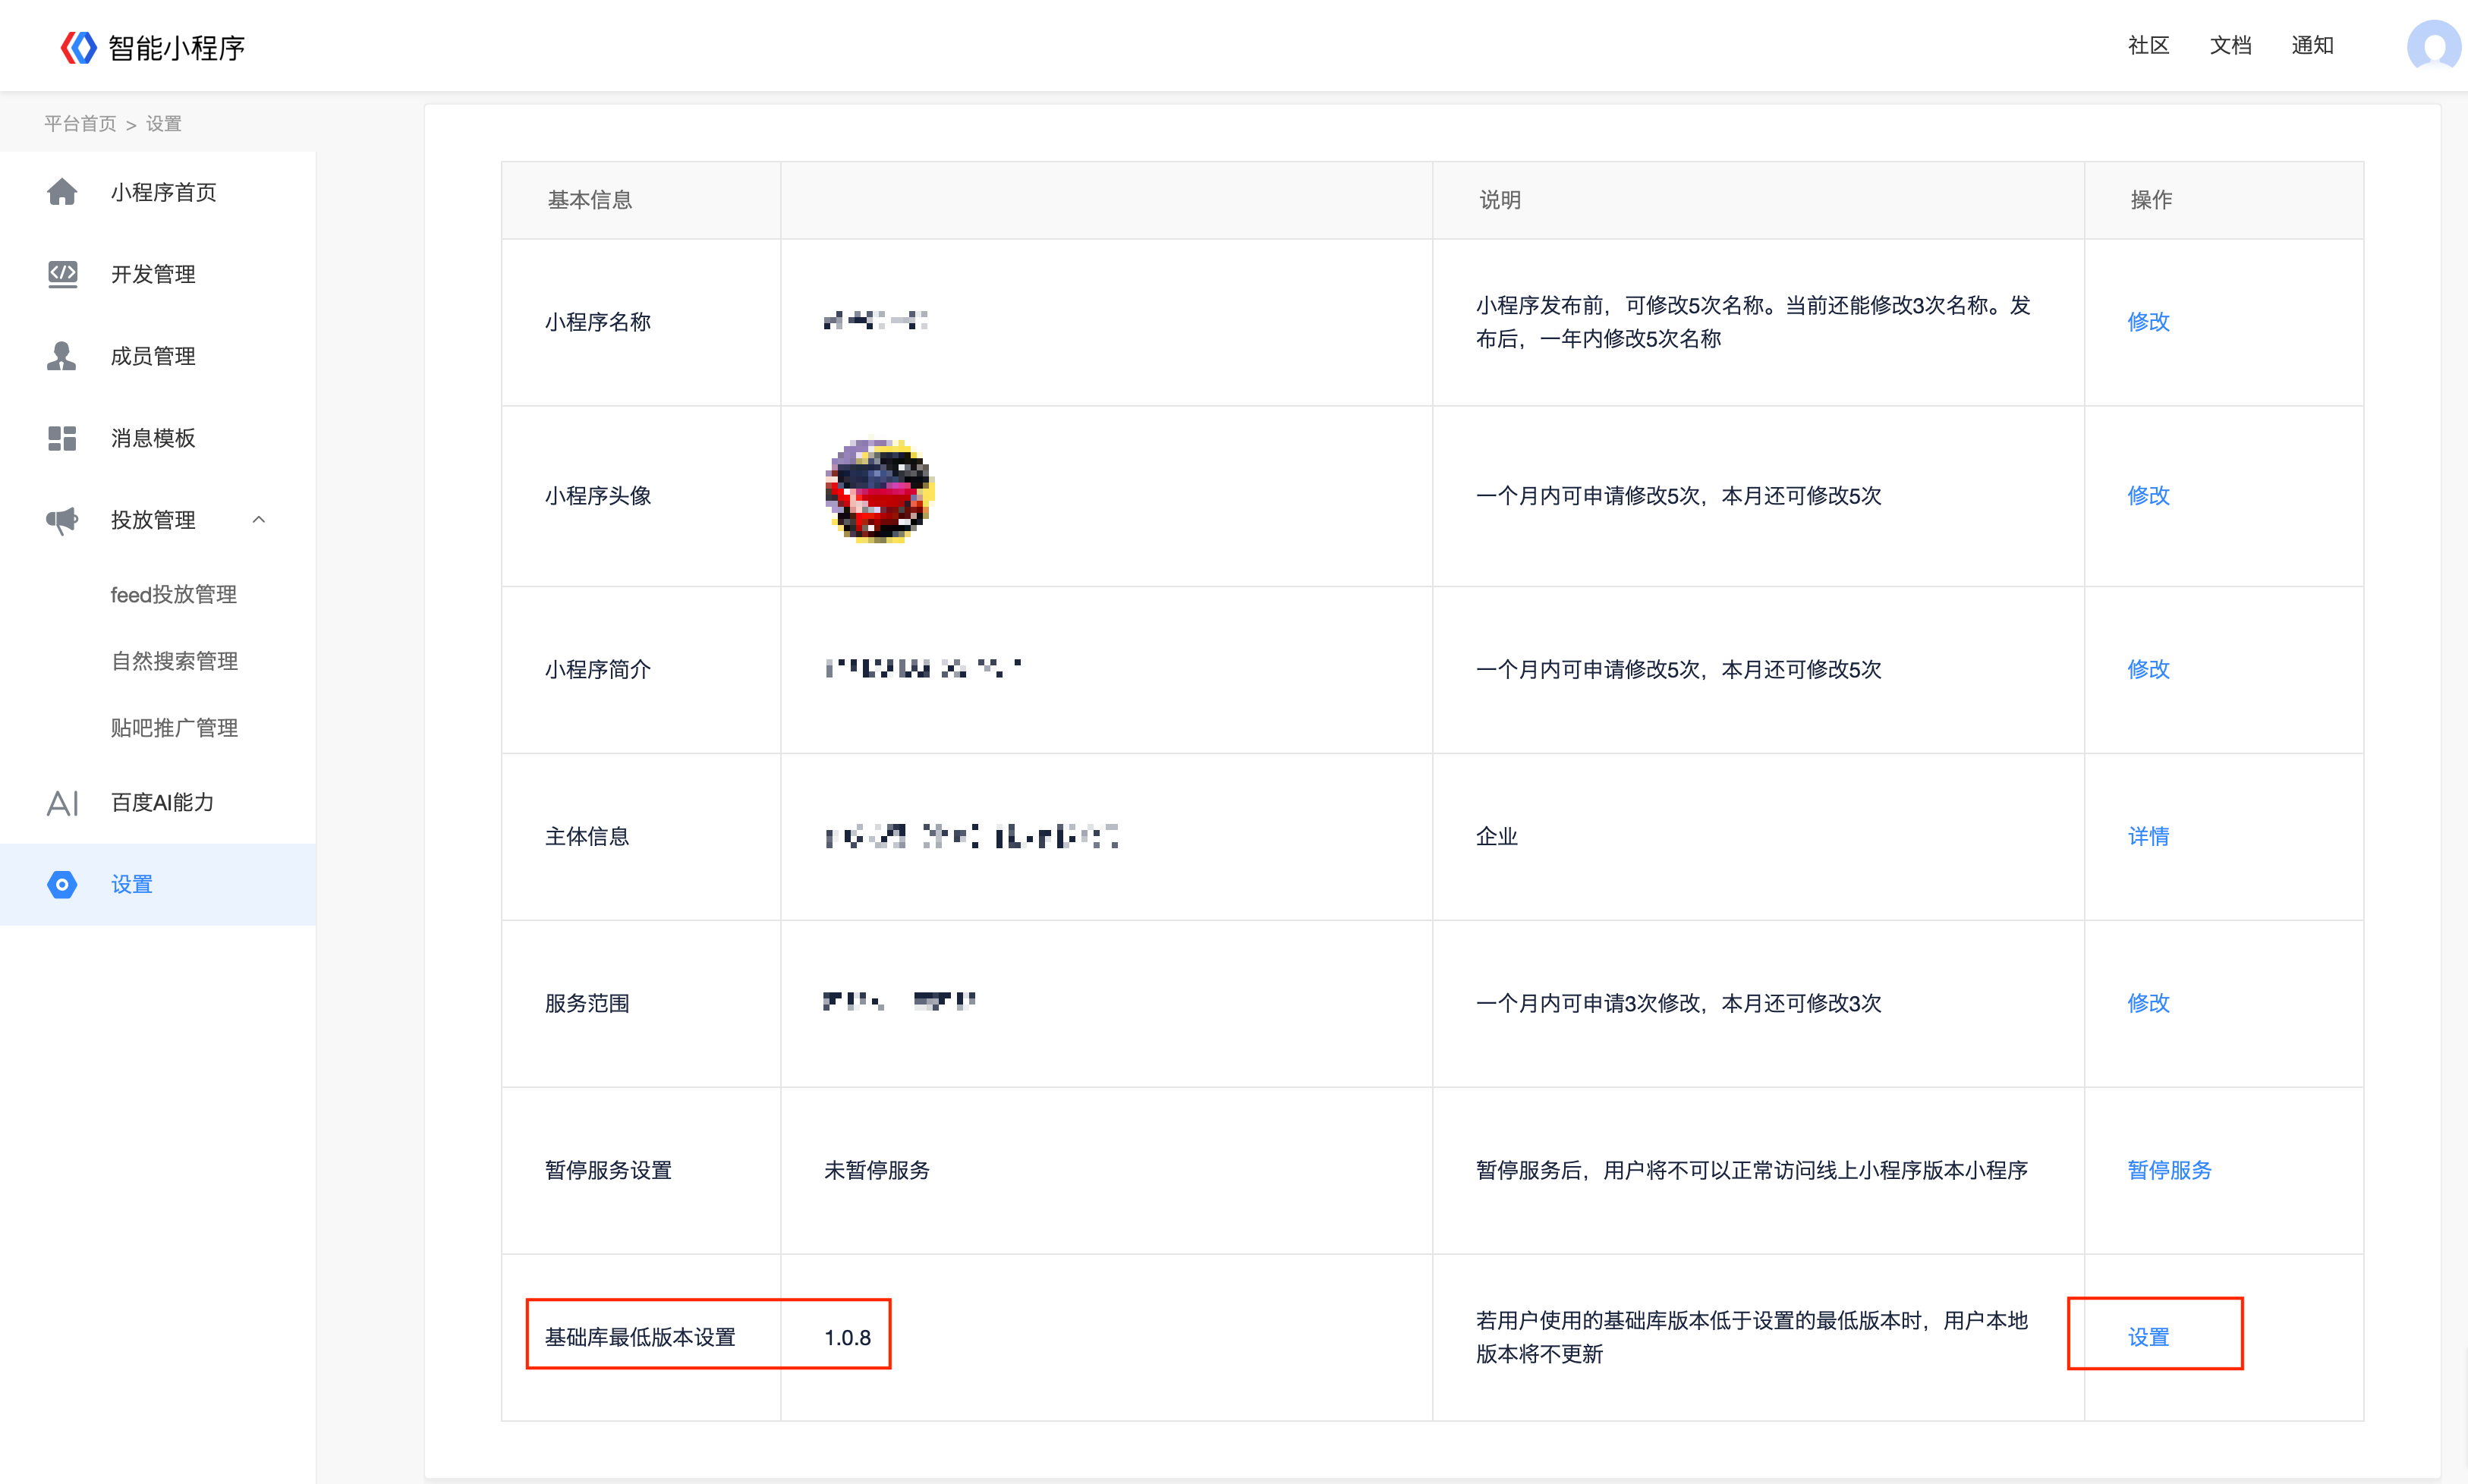 智能小程序
社区 文档 通知
平台首页 > 设置
小程序首页
开发管理
成员管理
消息模板
投放管理
feed投放管理
自然搜索管理
贴吧推广管理
AI 百度AI能力
设置
基本信息 说明 操作
小程序名称 小程序发布前，可修改5次名称。当前还能修改3次名称。发
布后，一年内修改5次名称 修改
小程序头像 一个月内可申请修改5次，本月还可修改5次 修改
小程序简介 一个月内可申请修改5次，本月还可修改5次 修改
主体信息 企业 详情
服务范围 一个月内可申请3次修改，本月还可修改3次 修改
暂停服务设置 未暂停服务 暂停服务后，用户将不可以正常访问线上小程序版本小程序 暂停服务
基础库最低版本设置 1.0.8 若用户使用的基础库版本低于设置的最低版本时，用户本地
版本将不更新 设置